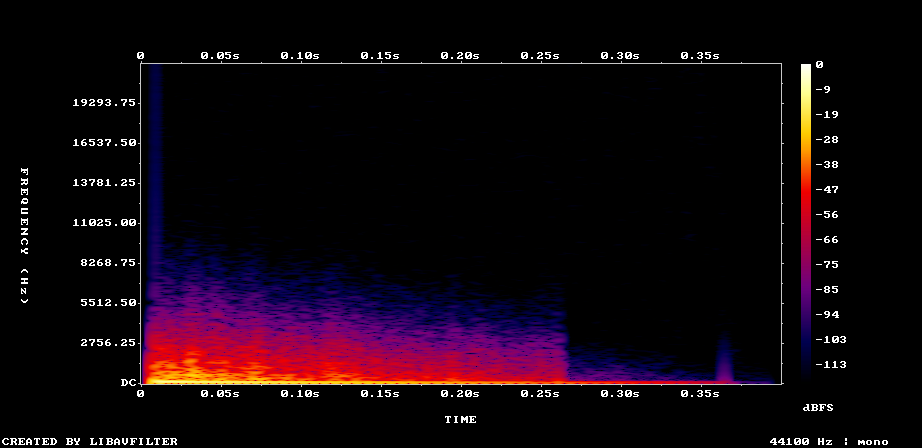 0 0.05s 0.10s 0.15s 0.20s 0.25s 0.30s 0.35s
0
-9
-19
-28
-38
-47
-56
-66
-75
-85
-94
-103
-113
dBFS
19293.75
16537.50
13781.25
11025.00
8268.75
5512.50
2756.25
DC
FREQUENCY (Hz)
0 0.05s 0.10s 0.15s 0.20s 0.25s 0.30s 0.35s
TIME
CREATED BY LIBAVFILTER
44100 Hz | mono